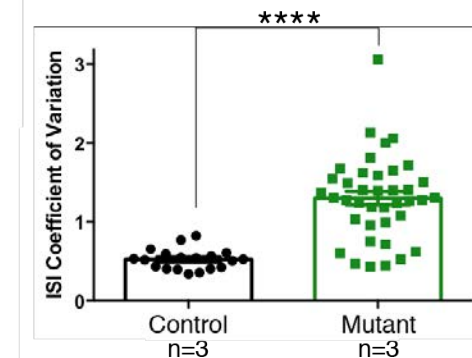 ****
ISI Coefficient of Variation
3
2
1
0
Control
Mutant
n=3
n=3